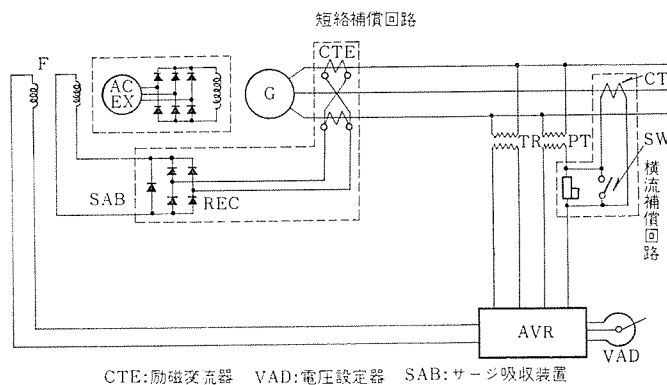 短絡補償回路
F
CTE
AC
EX
G
CT
TR
PT
SW
横流補償回路
SAB
REC
AVR
VAD
CTE:励磁変流器 VAD:電圧設定器 SAB:サージ吸収装置